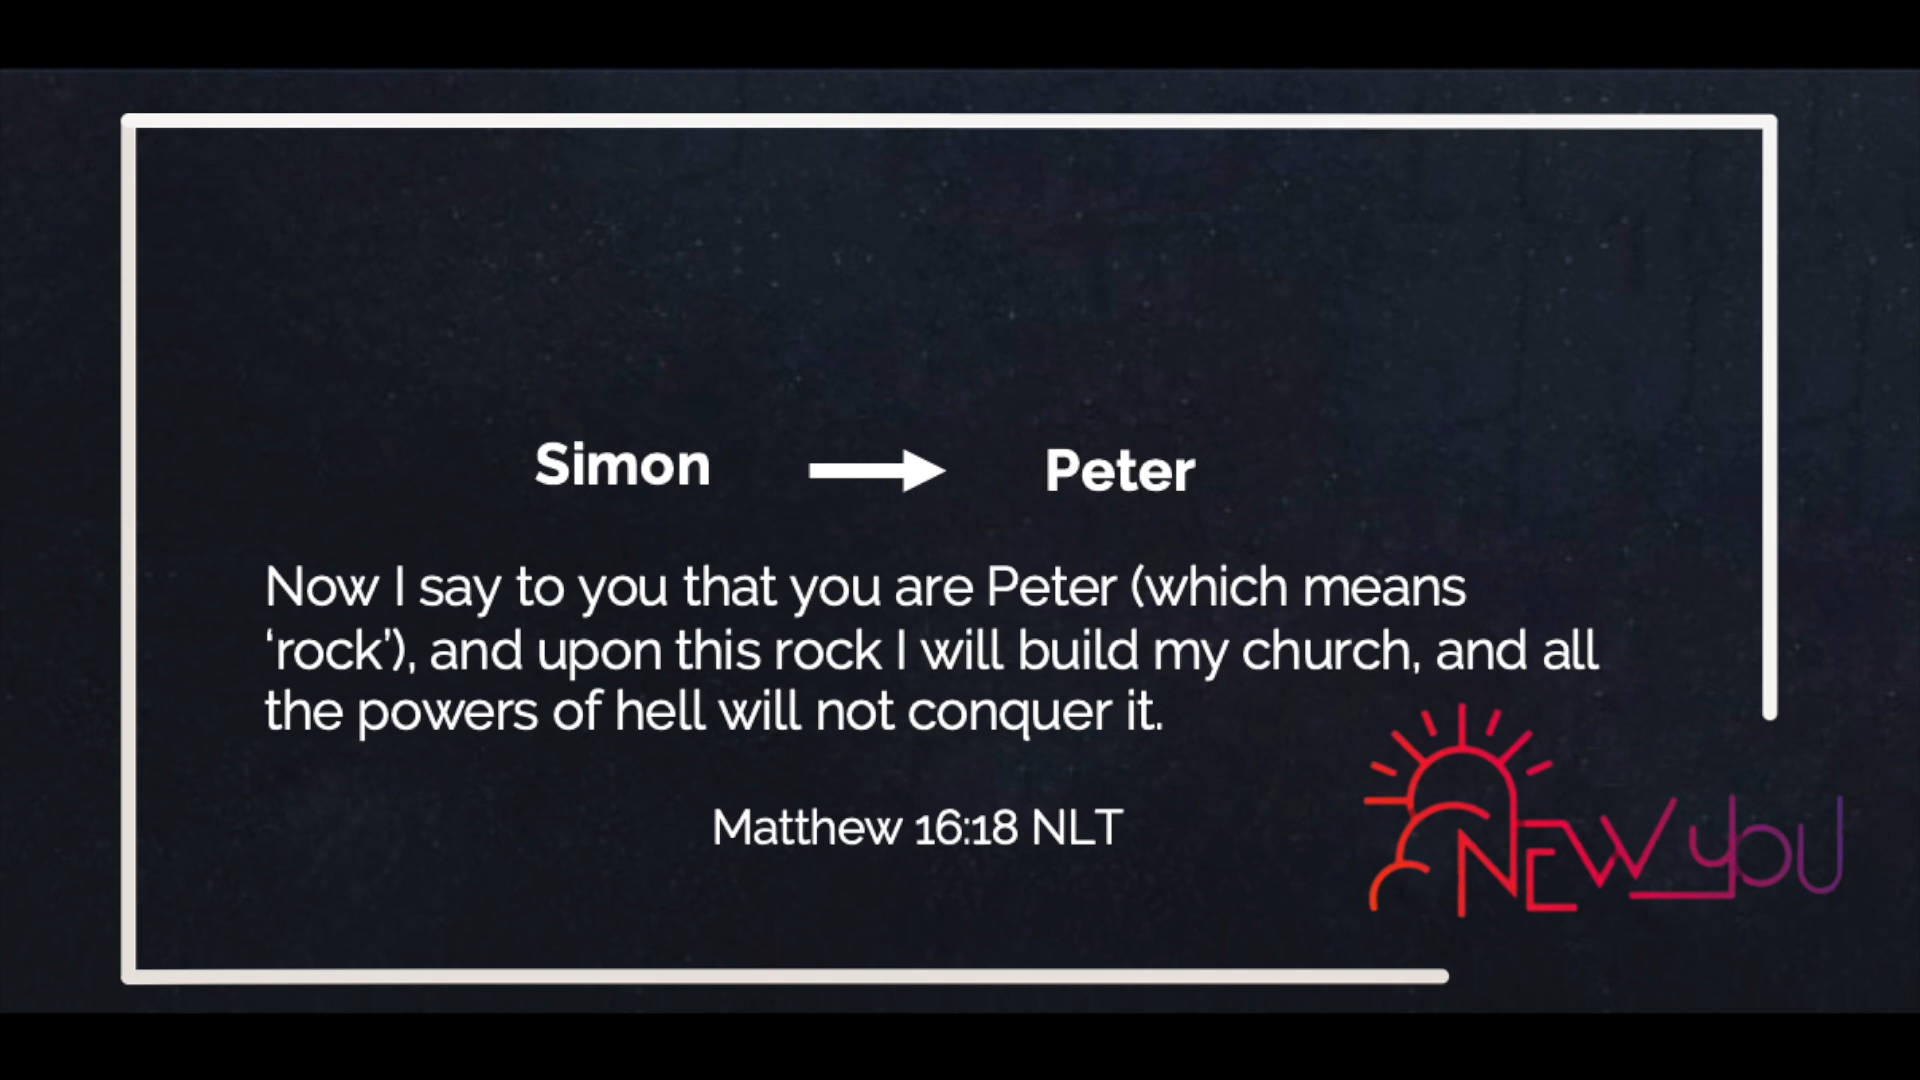 Simon → Peter
Now I say to you that you are Peter (which means
‘rock’), and upon this rock I will build my church, and all
the powers of hell will not conquer it.
Matthew 16:18 NLT
NEW YOU